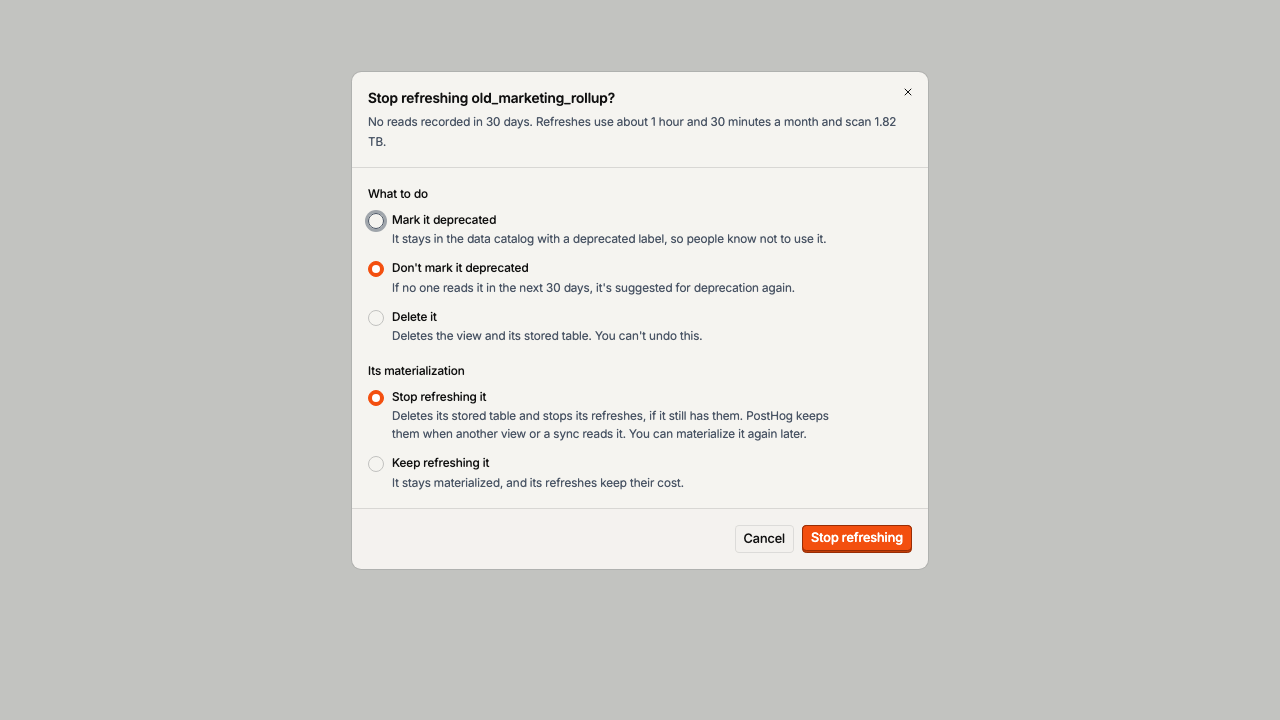 Stop refreshing old_marketing_rollup?
No reads recorded in 30 days. Refreshes use about 1 hour and 30 minutes a month and scan 1.82
TB.
What to do
Mark it deprecated
It stays in the data catalog with a deprecated label, so people know not to use it.
Don't mark it deprecated
If no one reads it in the next 30 days, it's suggested for deprecation again.
Delete it
Deletes the view and its stored table. You can't undo this.
Its materialization
Stop refreshing it
Deletes its stored table and stops its refreshes, if it still has them. PostHog keeps
them when another view or a sync reads it. You can materialize it again later.
Keep refreshing it
It stays materialized, and its refreshes keep their cost.
Cancel
Stop refreshing